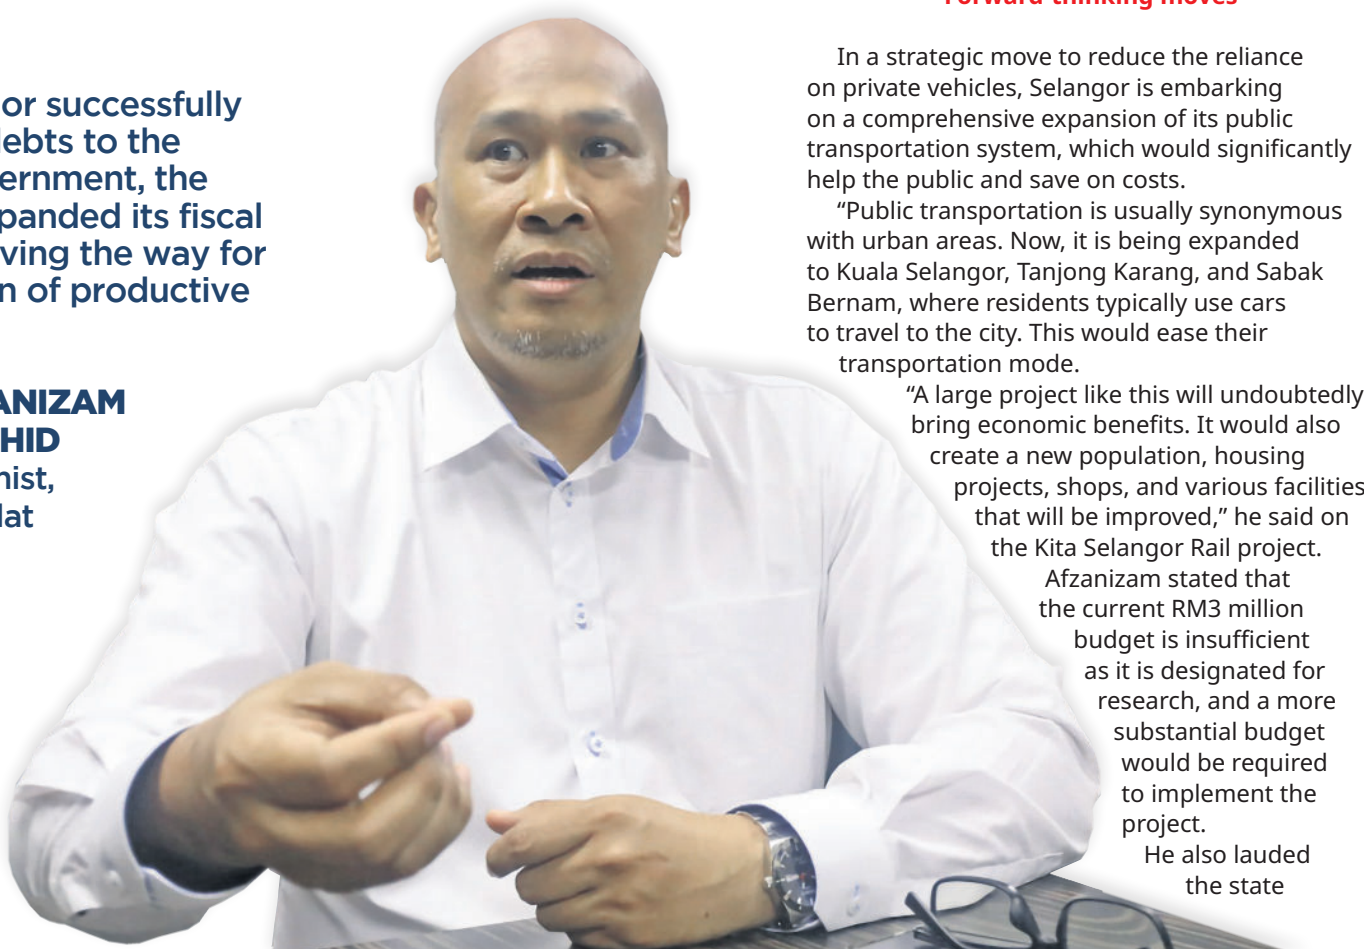 or successfully
ebts to the
ernment, the
panded its fiscal
ving the way for
n of productive
ANIZAM
HID
nist,
lat
Forward-thinking moves
In a strategic move to reduce the reliance
on private vehicles, Selangor is embarking
on a comprehensive expansion of its public
transportation system, which would significantly
help the public and save on costs.
“Public transportation is usually synonymous
with urban areas. Now, it is being expanded
to Kuala Selangor, Tanjong Karang, and Sabak
Bernam, where residents typically use cars
to travel to the city. This would ease their
transportation mode.
“A large project like this will undoubtedly
bring economic benefits. It would also
create a new population, housing
projects, shops, and various facilities
that will be improved,” he said on
the Kita Selangor Rail project.
Afzanizam stated that
the current RM3 million
budget is insufficient
as it is designated for
research, and a more
substantial budget
would be required
to implement the
project.
He also lauded
the state